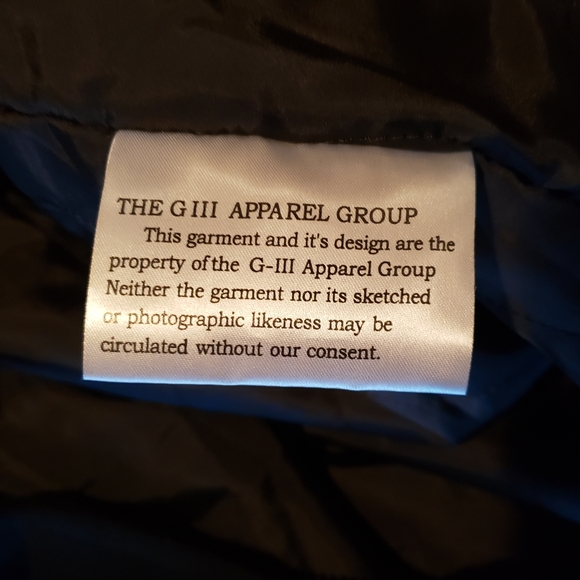 THE G III APPAREL GROUP
This garment and it's design are the
property of the G-III Apparel Group
Neither the garment nor its sketched
or photographic likeness may be
circulated without our consent.